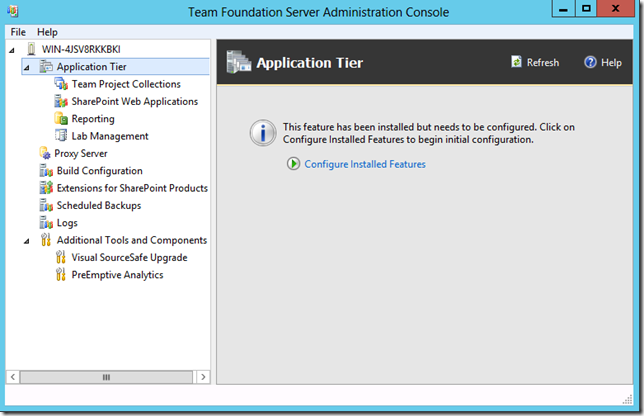 Team Foundation Server Administration Console
File Help
WIN-4JSV8RKKBKI
Application Tier
Team Project Collections
SharePoint Web Applications
Reporting
Lab Management
Proxy Server
Build Configuration
Extensions for SharePoint Products
Scheduled Backups
Logs
Additional Tools and Components
Visual SourceSafe Upgrade
PreEmptive Analytics
Application Tier
Refresh
Help
This feature has been installed but needs to be configured. Click on
Configure Installed Features to begin initial configuration.
Configure Installed Features